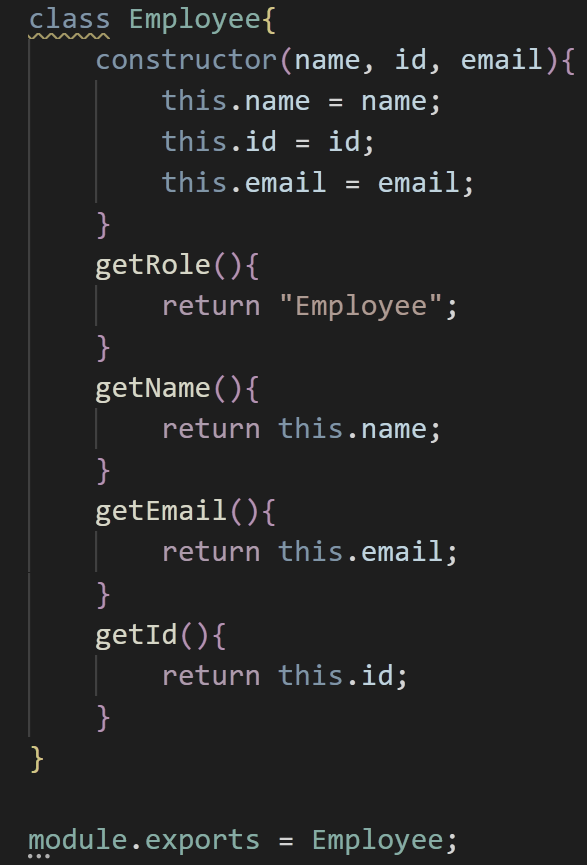 class Employee{
    constructor(name, id, email){
        this.name = name;
        this.id = id;
        this.email = email;
    }
    getRole(){
        return "Employee";
    }
    getName(){
        return this.name;
    }
    getEmail(){
        return this.email;
    }
    getId(){
        return this.id;
    }
}

module.exports = Employee;